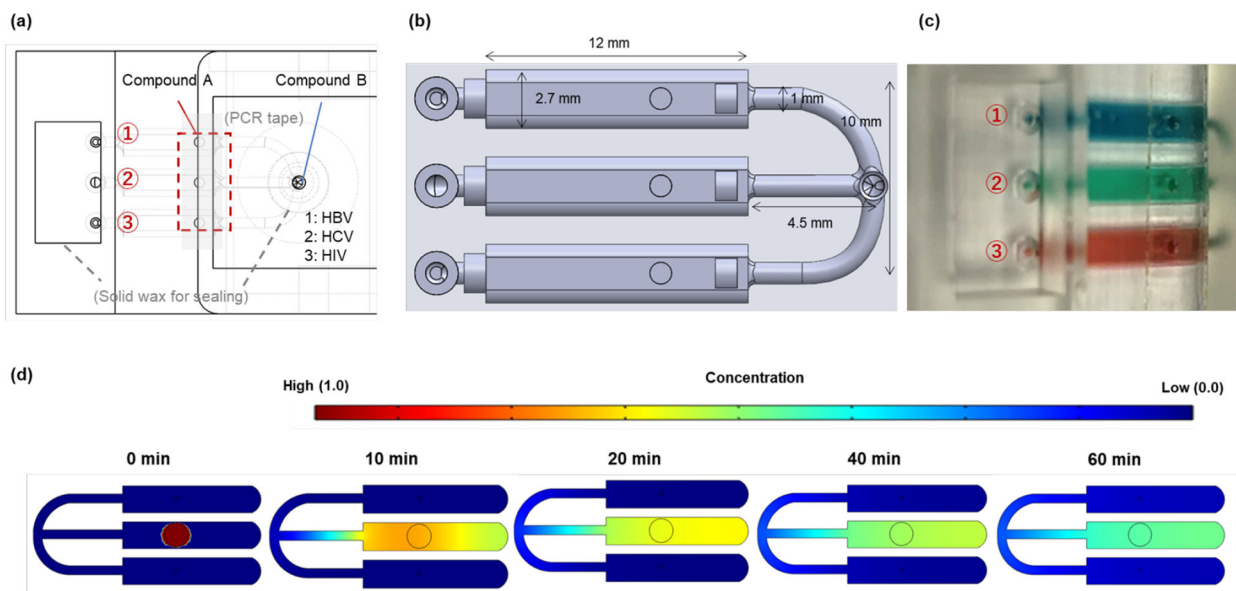 (a)
Compound A
Compound B
(PCR tape)
①
②
③
1: HBV
2: HCV
3: HIV
(Solid wax for sealing)
(b)
12 mm
2.7 mm
1 mm
10 mm
4.5 mm
(c)
①
②
③
(d)
Concentration
High (1.0)
Low (0.0)
0 min
10 min
20 min
40 min
60 min